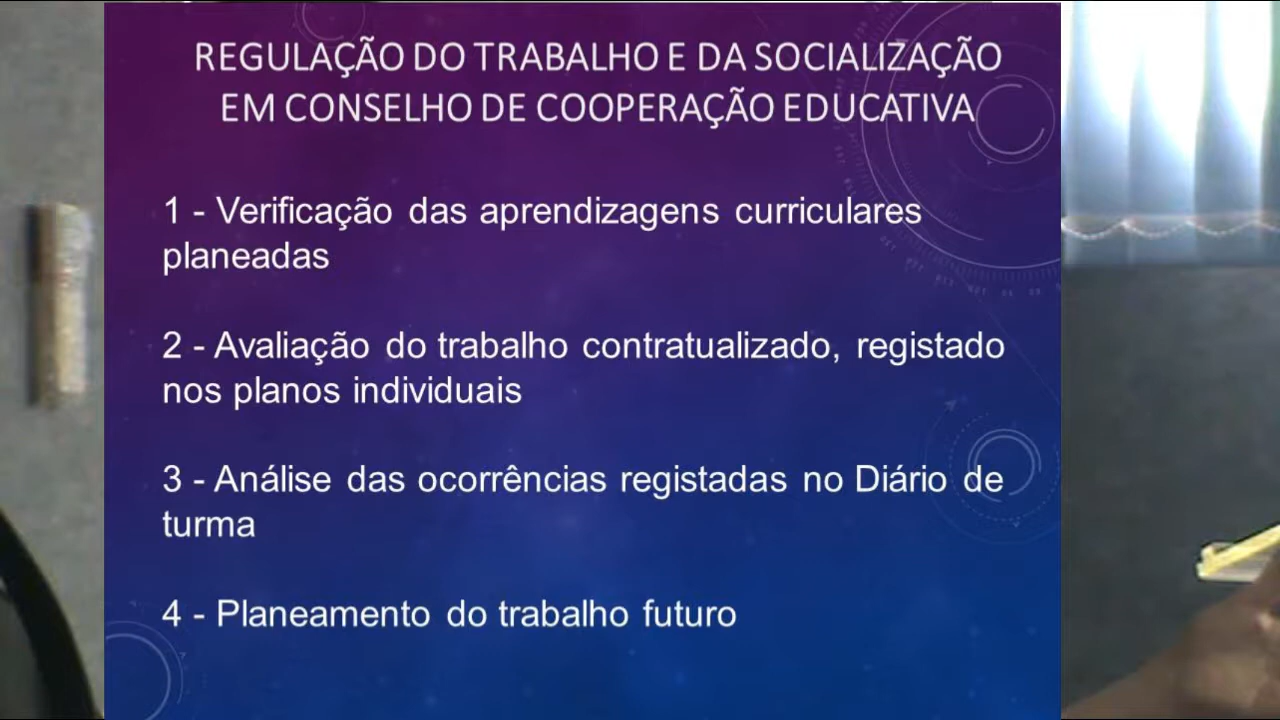 REGULAÇÃO DO TRABALHO E DA SOCIALIZAÇÃO
EM CONSELHO DE COOPERAÇÃO EDUCATIVA
1 - Verificação das aprendizagens curriculares
planeadas
2 - Avaliação do trabalho contratualizado, registado
nos planos individuais
3 - Análise das ocorrências registadas no Diário de
turma
4 - Planeamento do trabalho futuro